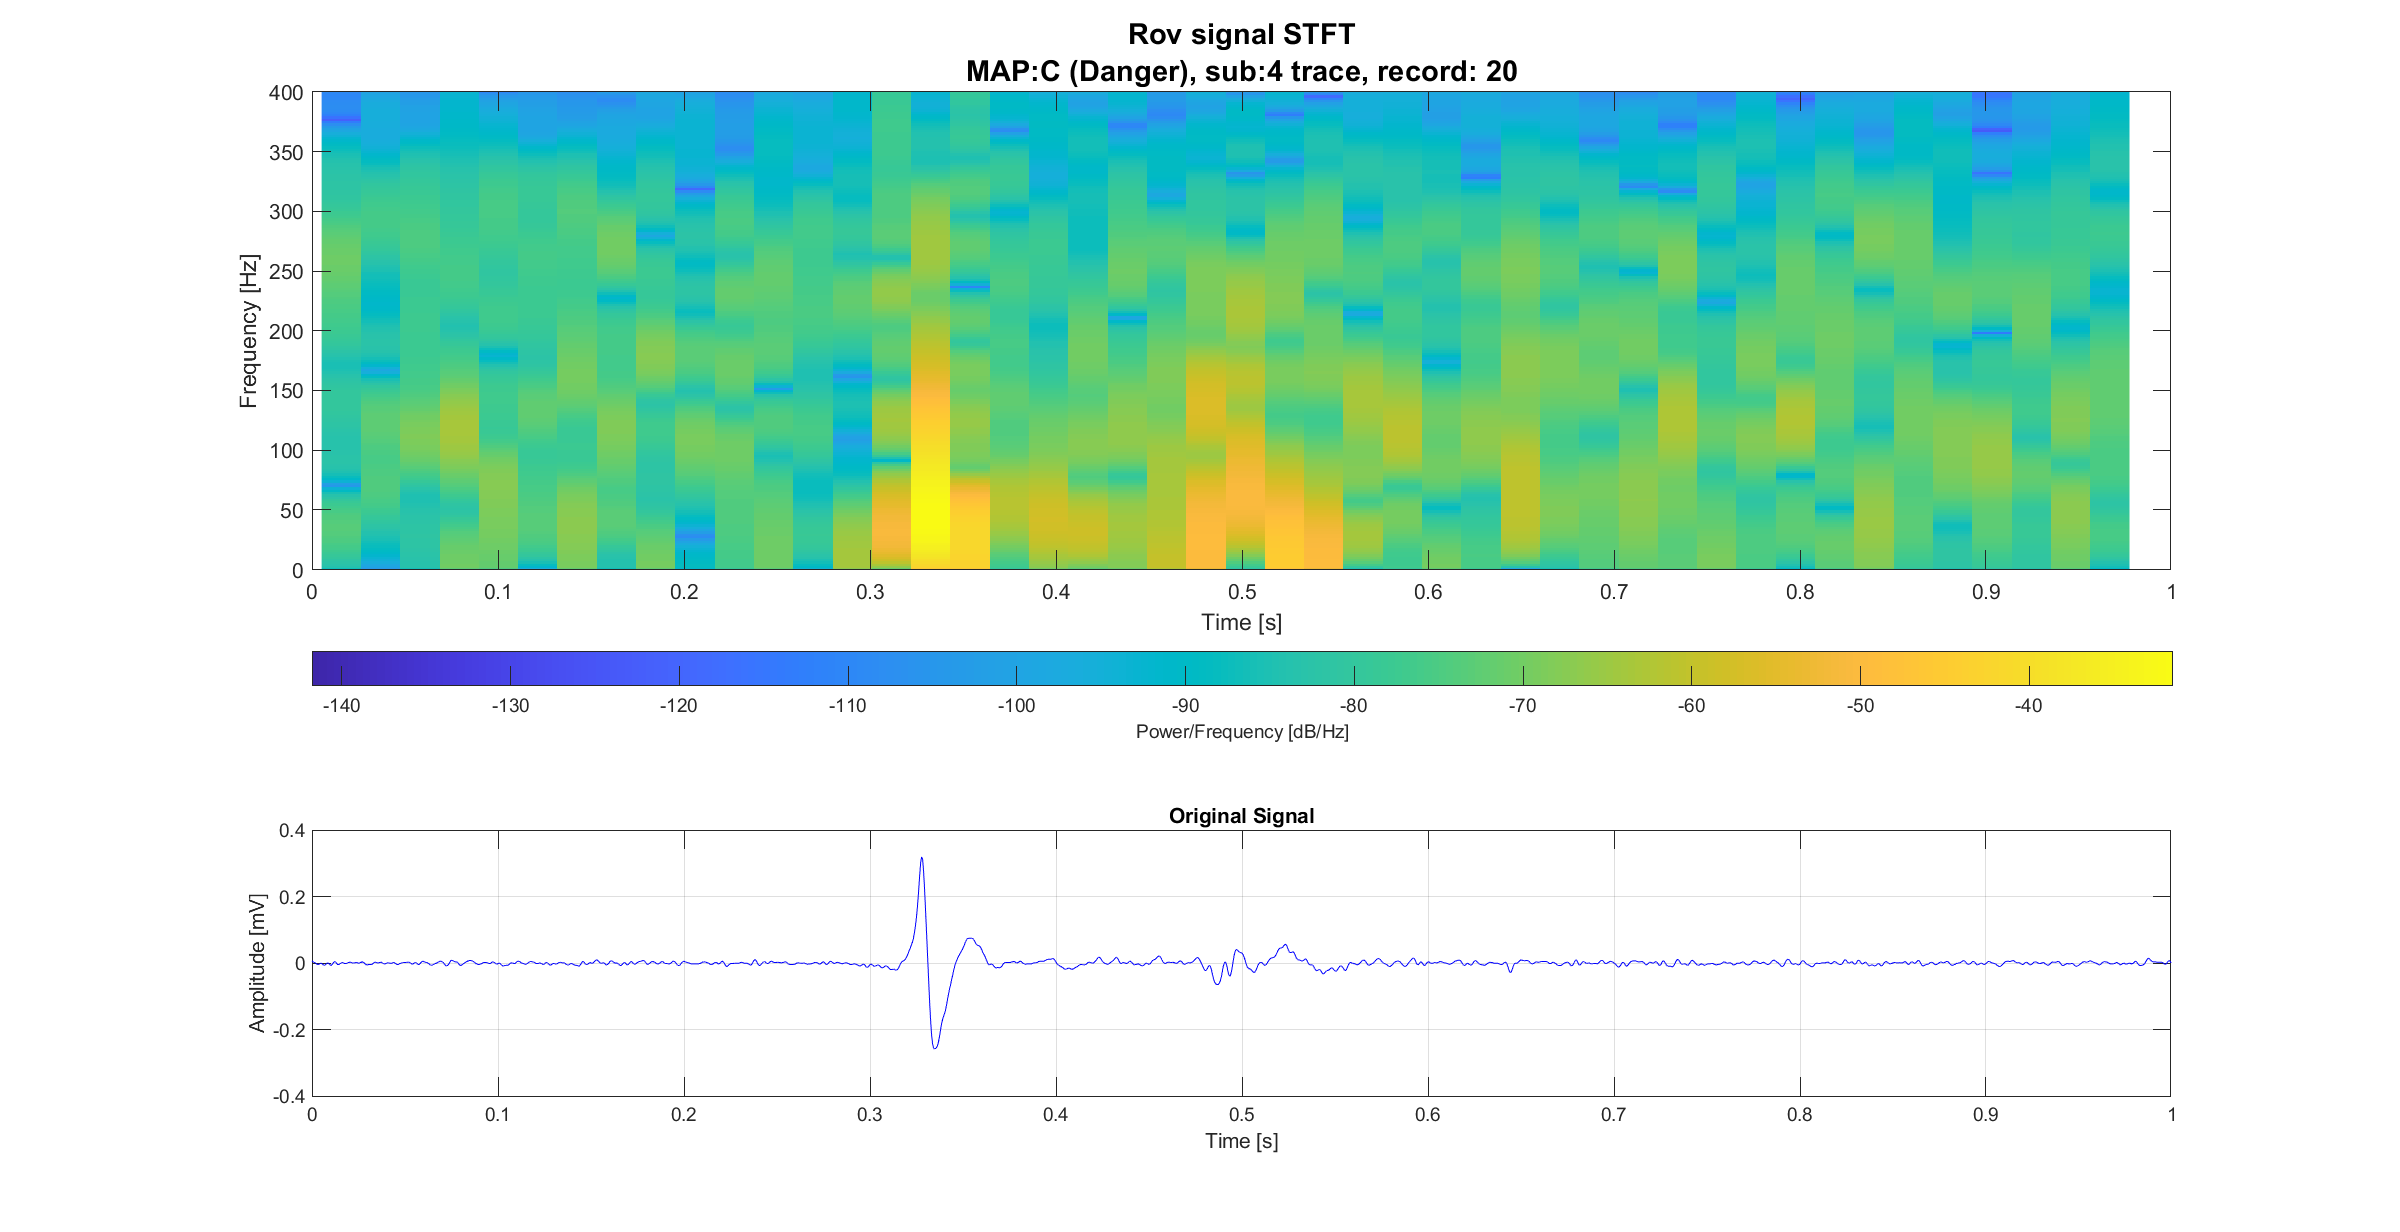 Rov signal STFT
MAP:C (Danger), sub:4 trace, record: 20
400
350
300
250
200
150
100
50
0
Frequency [Hz]
0 0.1 0.2 0.3 0.4 0.5 0.6 0.7 0.8 0.9 1
Time [s]
-140 -130 -120 -110 -100 -90 -80 -70 -60 -50 -40
Power/Frequency [dB/Hz]
Original Signal
0.4
0.2
0
-0.2
-0.4
Amplitude [mV]
0 0.1 0.2 0.3 0.4 0.5 0.6 0.7 0.8 0.9 1
Time [s]